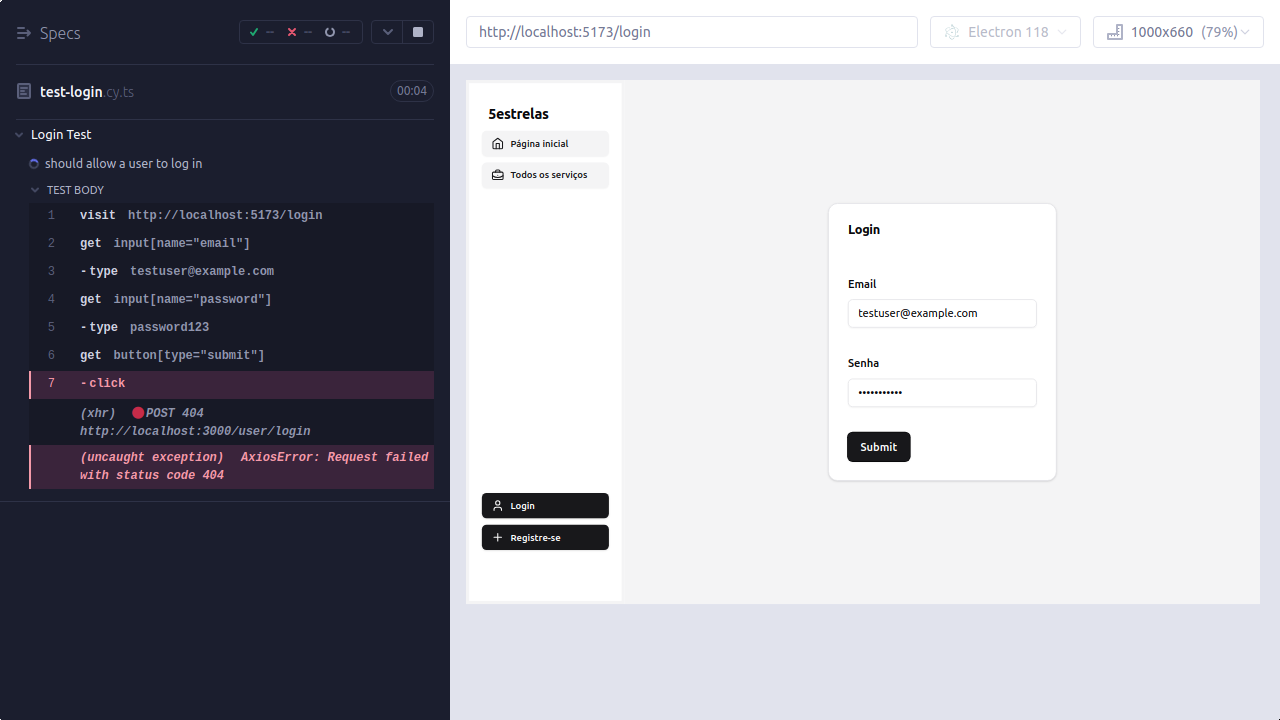 Specs
-- -- --
test-login.cy.ts
00:04
Login Test
should allow a user to log in
TEST BODY
1 visit http://localhost:5173/login
2 get input[name="email"]
3 -type testuser@example.com
4 get input[name="password"]
5 -type password123
6 get button[type="submit"]
7 -click
(xhr) POST 404
http://localhost:3000/user/login
(uncaught exception) AxiosError: Request failed
with status code 404
http://localhost:5173/login
Electron 118
1000x660 (79%)
5estrelas
Página inicial
Todos os serviços
Login
Registre-se
Login
Email
testuser@example.com
Senha
•••••••••••
Submit